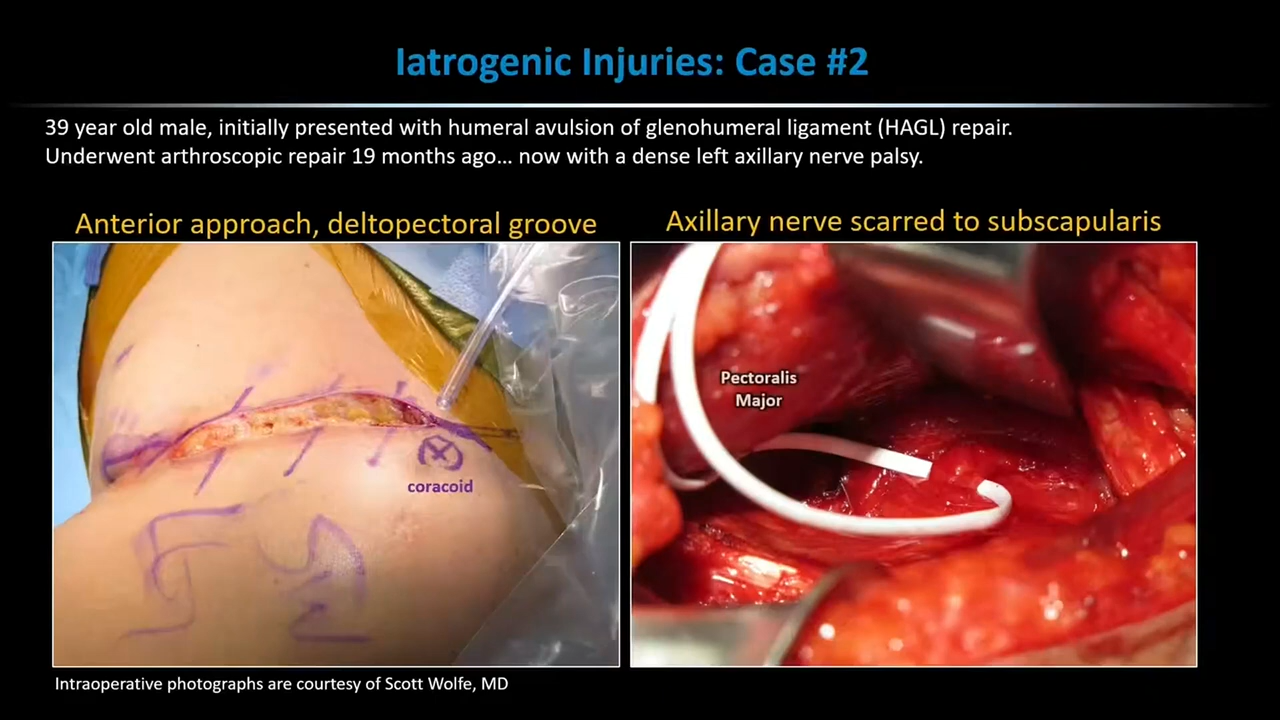 Iatrogenic Injuries: Case #2
39 year old male, initially presented with humeral avulsion of glenohumeral ligament (HAGL) repair.
Underwent arthroscopic repair 19 months ago... now with a dense left axillary nerve palsy.
Anterior approach, deltopectoral groove
Axillary nerve scarred to subscapularis
coracoid
Pectoralis
Major
Intraoperative photographs are courtesy of Scott Wolfe, MD